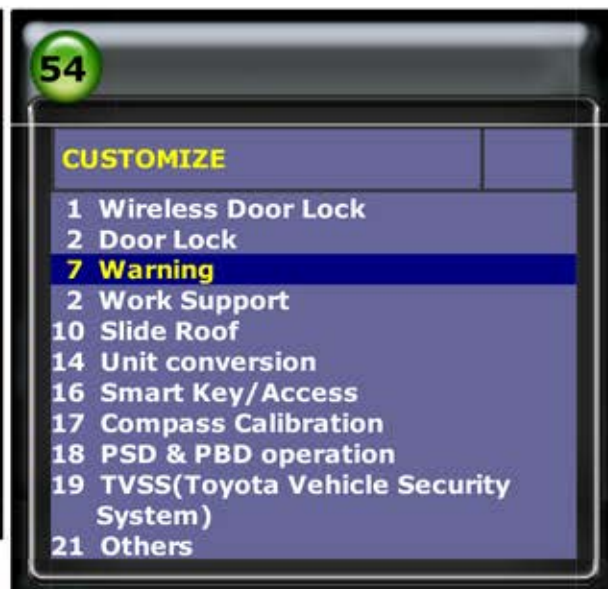 54
CUSTOMIZE
1 Wireless Door Lock
2 Door Lock
7 Warning
2 Work Support
10 Slide Roof
14 Unit conversion
16 Smart Key/Access
17 Compass Calibration
18 PSD & PBD operation
19 TVSS(Toyota Vehicle Security
System)
21 Others